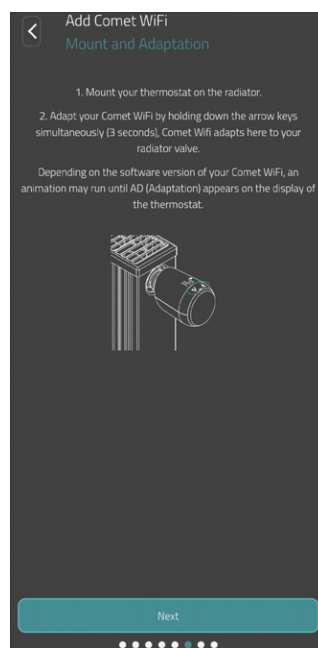 Add Comet WiFi
Mount and Adaptation
1. Mount your thermostat on the radiator.
2. Adapt your Comet WiFi by holding down the arrow keys
simultaneously (3 seconds), Comet Wifi adapts here to your
radiator valve.
Depending on the software version of your Comet WiFi, an
animation may run until AD (Adaptation) appears on the display of
the thermostat.
Next